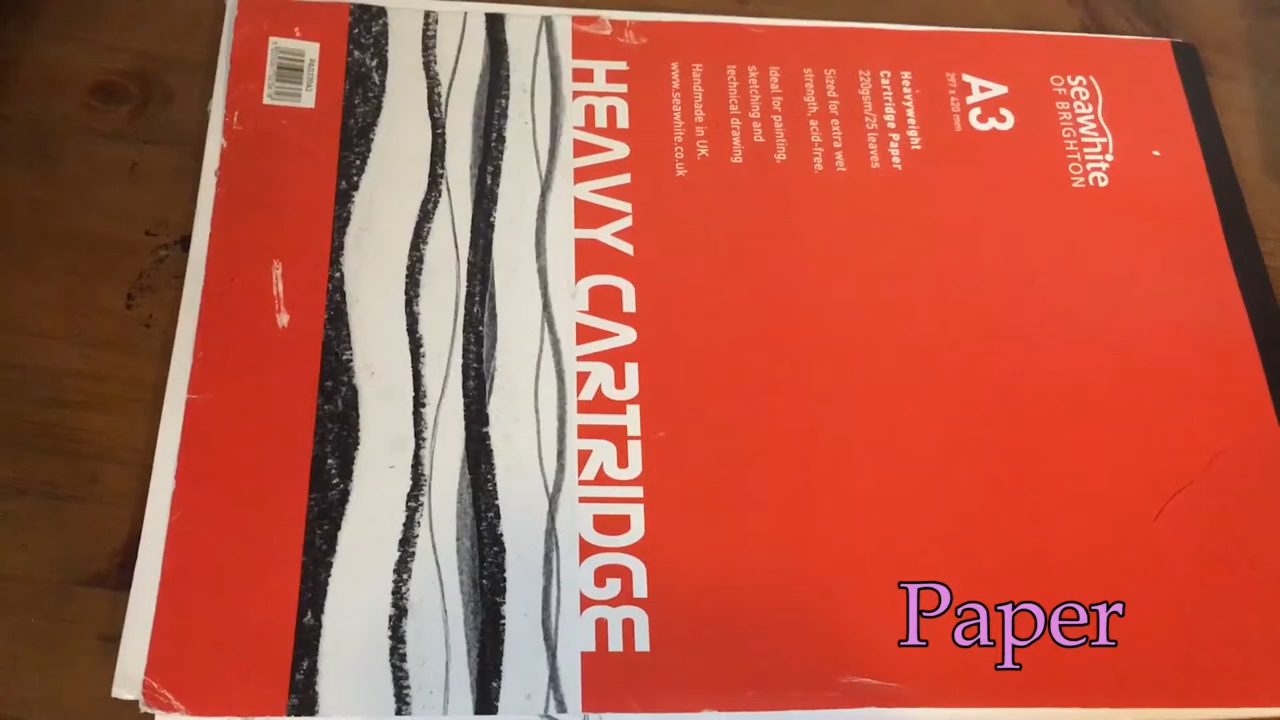 seawhite
OF BRIGHTON
A3
297 x 420 mm
Heavyweight
Cartridge Paper
220gsm/25 leaves
Sized for extra wet
strength, acid-free.
Ideal for painting,
sketching and
technical drawing
Handmade in UK.
www.seawhite.co.uk
HEAVY CARTRIDGE
Paper